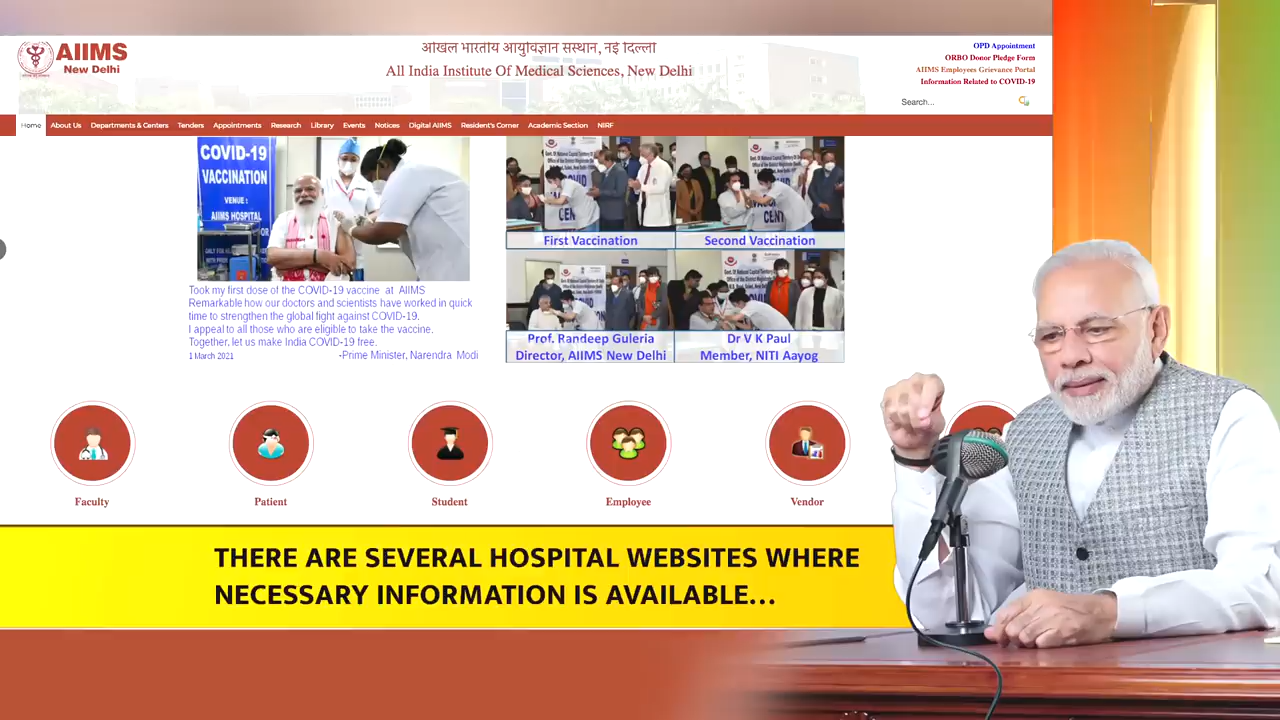 AIIMS
New Delhi
अखिल भारतीय आयुर्विज्ञान संस्थान, नई दिल्ली
All India Institute Of Medical Sciences, New Delhi
OPD Appointment
ORBO Donor Pledge Form
AIIMS Employees Grievance Portal
Information Related to COVID-19
Search...
Home About Us Departments & Centers Tenders Appointments Research Library Events Notices Digital AIIMS Resident's Corner Academic Section NIRF
COVID-19
VACCINATION
VENUE :
AIIMS HOSPITAL
First Vaccination
Second Vaccination
Prof. Randeep Guleria
Director, AIIMS New Delhi
Dr V K Paul
Member, NITI Aayog
Took my first dose of the COVID-19 vaccine at AIIMS
Remarkable how our doctors and scientists have worked in quick
time to strengthen the global fight against COVID-19.
I appeal to all those who are eligible to take the vaccine.
Together, let us make India COVID-19 free.
1 March 2021 -Prime Minister, Narendra Modi
Faculty
Patient
Student
Employee
Vendor
THERE ARE SEVERAL HOSPITAL WEBSITES WHERE
NECESSARY INFORMATION IS AVAILABLE...